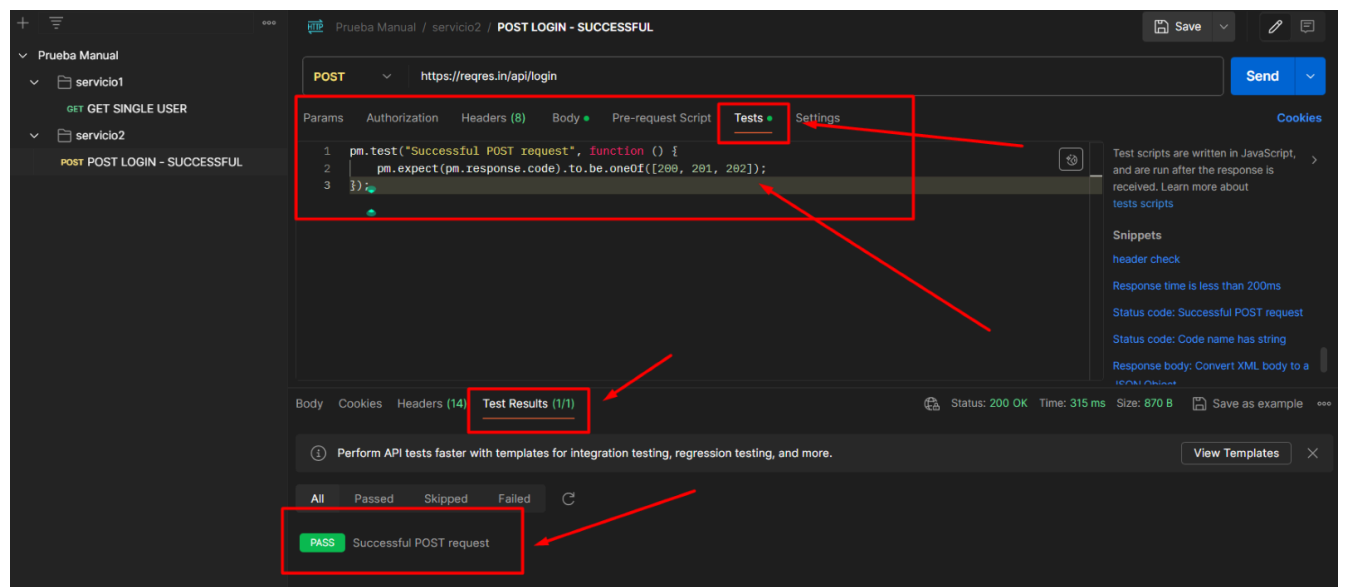 Prueba Manual / servicio2 / POST LOGIN - SUCCESSFUL
Save
Prueba Manual
servicio1
GET GET SINGLE USER
servicio2
POST POST LOGIN - SUCCESSFUL
POST
https://reqres.in/api/login
Send
Params Authorization Headers (8) Body Pre-request Script Tests Settings
Cookies
1 pm.test("Successful POST request", function () {
2 pm.expect(pm.response.code).to.be.oneOf([200, 201, 202]);
3 });
Test scripts are written in JavaScript,
and are run after the response is
received. Learn more about
tests scripts
Snippets
header check
Response time is less than 200ms
Status code: Successful POST request
Status code: Code name has string
Response body: Convert XML body to a
JSON Object
Body Cookies Headers (14) Test Results (1/1)
Status: 200 OK Time: 315 ms Size: 870 B Save as example
Perform API tests faster with templates for integration testing, regression testing, and more.
View Templates
All Passed Skipped Failed
PASS Successful POST request